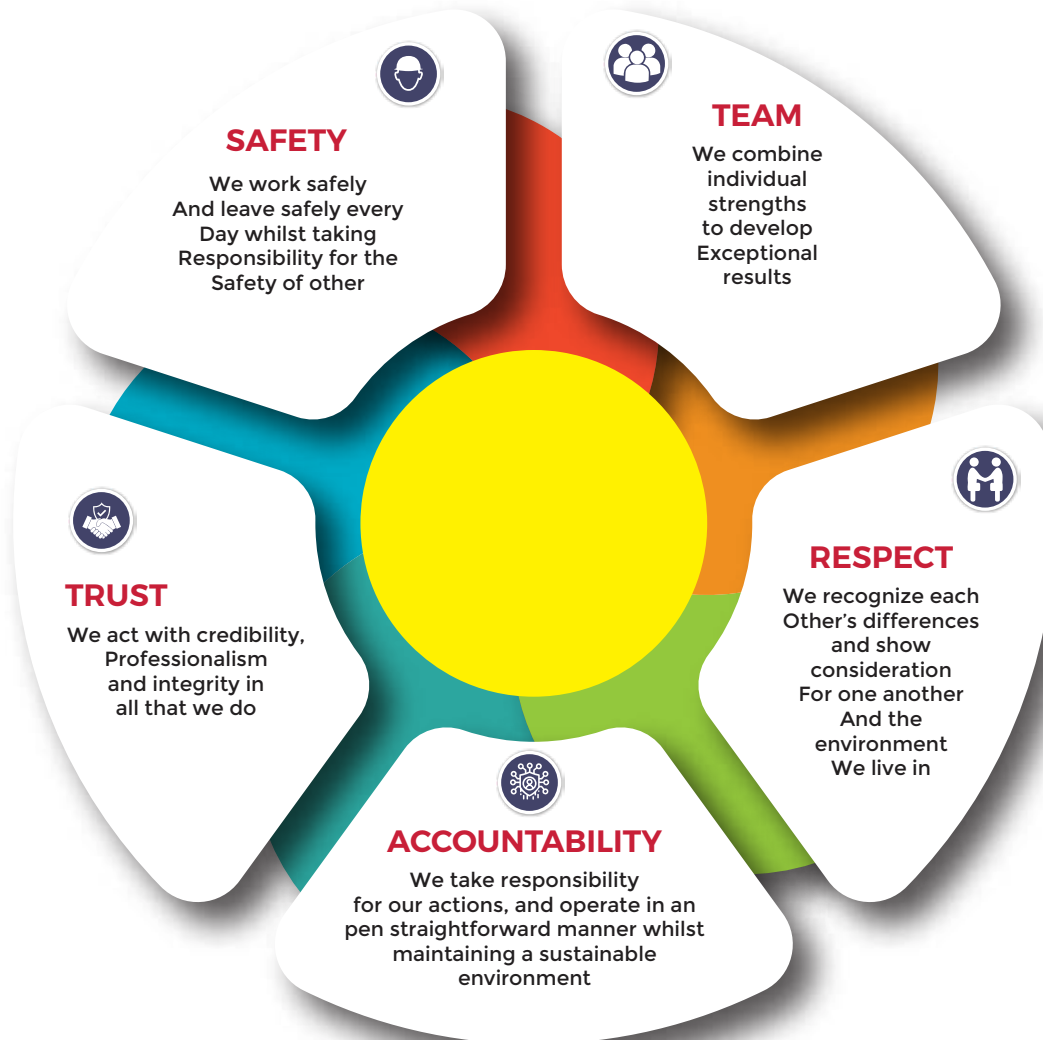 SAFETY
We work safely
And leave safely every
Day whilst taking
Responsibility for the
Safety of other
TEAM
We combine
individual
strengths
to develop
Exceptional
results
RESPECT
We recognize each
Other’s differences
and show
consideration
For one another
And the
environment
We live in
ACCOUNTABILITY
We take responsibility
for our actions, and operate in an
pen straightforward manner whilst
maintaining a sustainable
environment
TRUST
We act with credibility,
Professionalism
and integrity in
all that we do